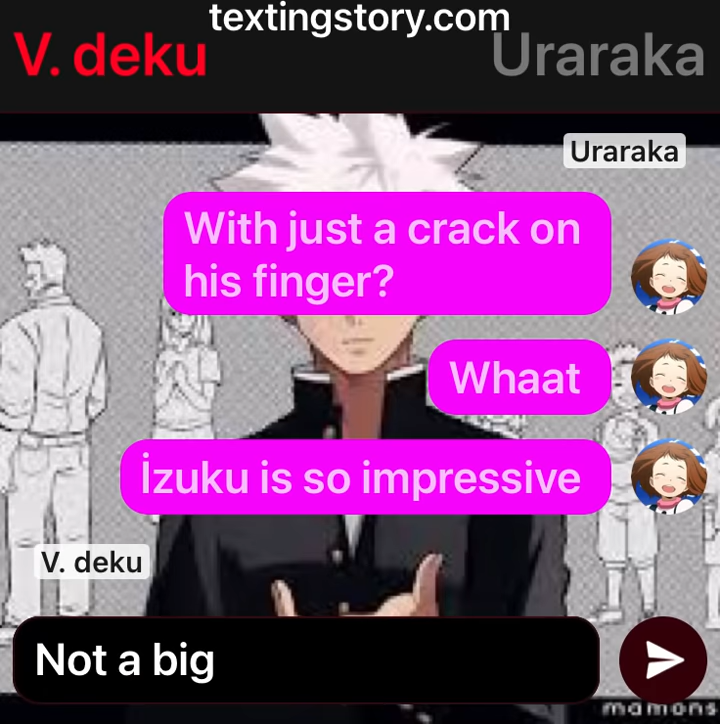 textingstory.com
V. deku
Uraraka
Uraraka
With just a crack on
his finger?
Whaat
İzuku is so impressive
V. deku
Not a big
mamons